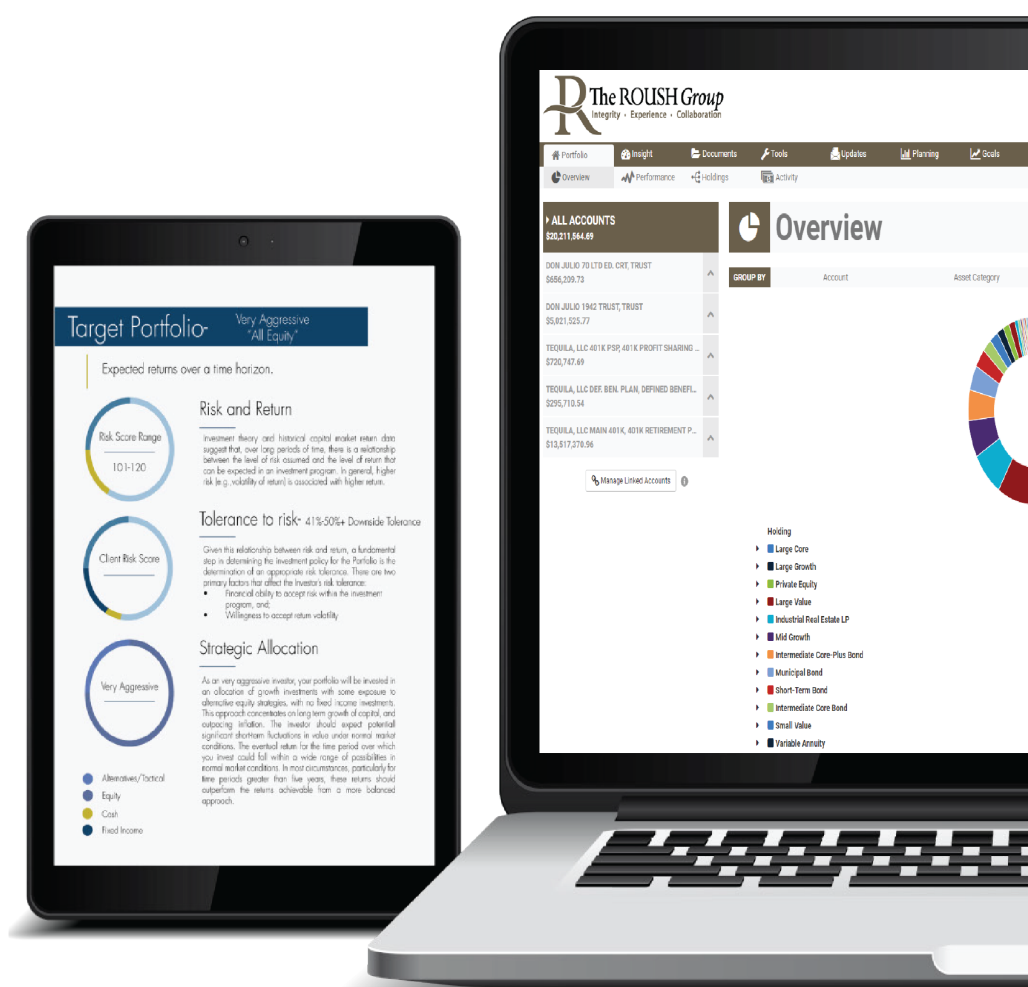 Target Portfolio-
Very Aggressive
"All Equity"
Expected returns over a time horizon.
Risk Score Range
101-120
Client Risk Score
Very Aggressive
Alternatives/Tactical
Equity
Cash
Fixed Income
Risk and Return
Investment theory and historical capital market return data
suggest that, over long periods of time, there is a relationship
between the level of risk assumed and the level of return that
can be expected in an investment program. In general, higher
risk (e.g., volatility of return) is associated with higher return.
Tolerance to risk- 41%-50%+ Downside Tolerance
Given this relationship between risk and return, a fundamental
step in determining the investment policy for the Portfolio is the
determination of an appropriate risk tolerance. There are two
primary factors that affect the Investor's risk tolerance:
• Financial ability to accept risk within the investment
program, and;
• Willingness to accept return volatility
Strategic Allocation
As an very aggressive investor, your portfolio will be invested in
an allocation of growth investments with some exposure to
alternative equity strategies, with no fixed income investments.
This approach concentrates on long term growth of capital, and
outpacing inflation. The investor should expect potential
significant short-term fluctuations in value under normal market
conditions. The eventual return for the time period over which
you invest could fall within a wide range of possibilities in
normal market conditions. In most circumstances, particularly for
time periods greater than five years, these returns should
outperform the returns achievable from a more balanced
approach.
R The ROUSH Group
Integrity - Experience - Collaboration
Portfolio Insight Documents Tools Updates Planning Goals
Overview Performance Holdings Activity
ALL ACCOUNTS
$20,211,564.69
DON JULIO 70 LTD ED. CRT, TRUST
$656,209.73
DON JULIO 1942 TRUST, TRUST
$5,021,525.77
TEQUILA, LLC 401K PSP, 401K PROFIT SHARING ...
$720,747.69
TEQUILA, LLC DEF. BEN. PLAN, DEFINED BENEFI...
$295,710.54
TEQUILA, LLC MAIN 401K, 401K RETIREMENT P...
$13,517,370.96
Manage Linked Accounts
Overview
GROUP BY Account Asset Category
Holding
Large Core
Large Growth
Private Equity
Large Value
Industrial Real Estate LP
Mid Growth
Intermediate Core-Plus Bond
Municipal Bond
Short-Term Bond
Intermediate Core Bond
Small Value
Variable Annuity